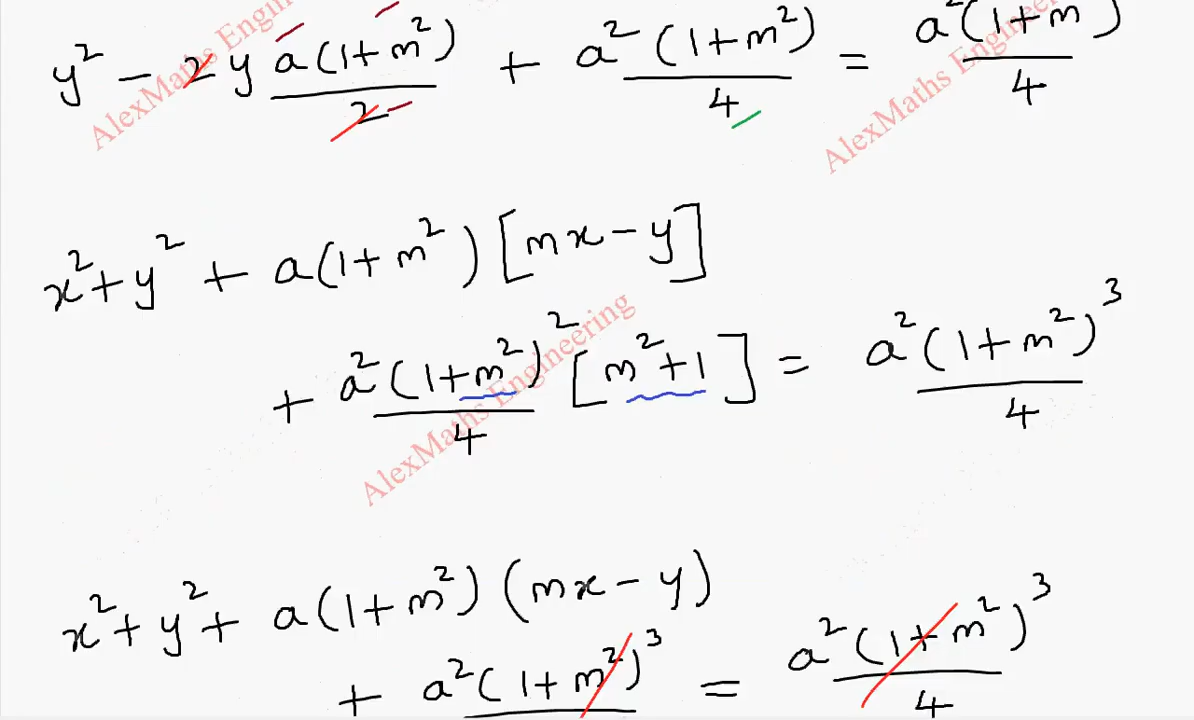 y² - 2y a(1+m²)/2 + a²(1+m²)/4 = a²(1+m)/4
x² + y² + a(1+m²)[mx-y]
+ a²(1+m²)²/4 [m²+1] = a²(1+m²)³/4
x² + y² + a(1+m²)(mx-y)
+ a²(1+m²)³ = a²(1+m²)³/4
AlexMaths Engineering
AlexMaths Engineering
AlexMaths Engineering